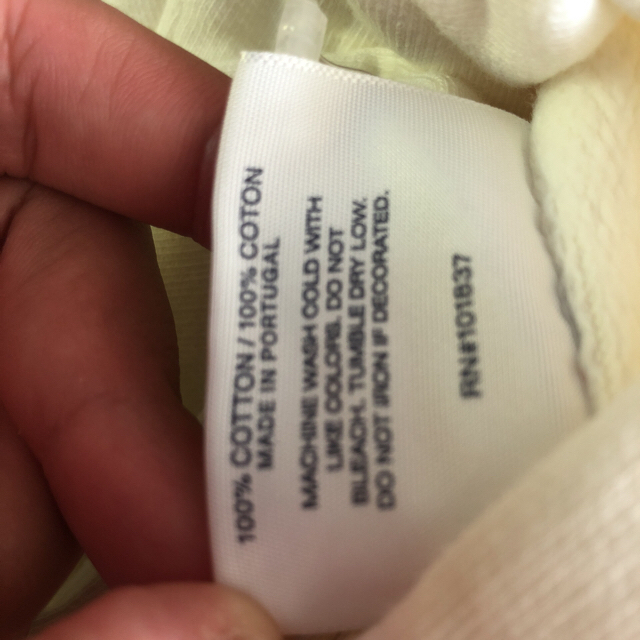 100% COTTON / 100% COTON
MADE IN PORTUGAL
MACHINE WASH COLD WITH
LIKE COLORS, DO NOT
BLEACH. TUMBLE DRY LOW.
DO NOT IRON IF DECORATED.
RN#101837